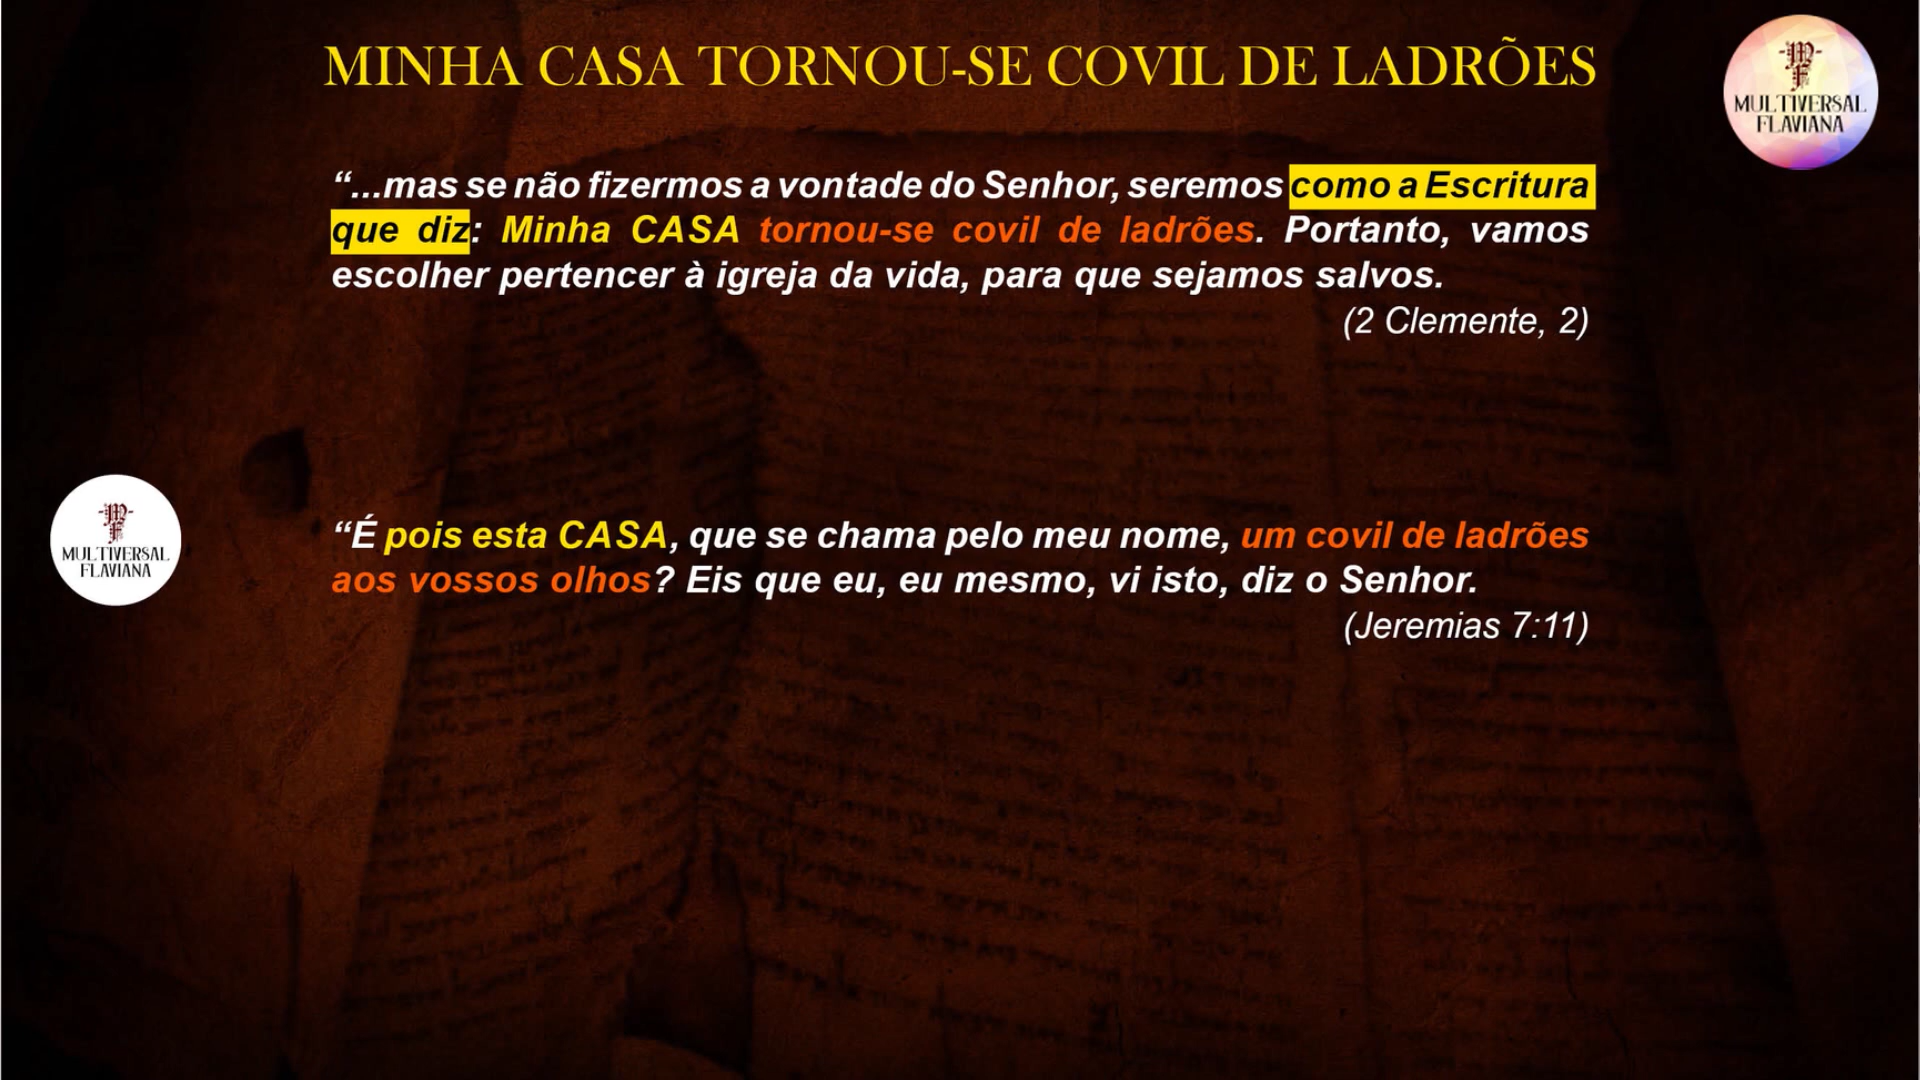 MINHA CASA TORNOU-SE COVIL DE LADRÕES
MULTIVERSAL
FLAVIANA
“...mas se não fizermos a vontade do Senhor, seremos como a Escritura
que diz: Minha CASA tornou-se covil de ladrões. Portanto, vamos
escolher pertencer à igreja da vida, para que sejamos salvos.
(2 Clemente, 2)
MULTIVERSAL
FLAVIANA
“É pois esta CASA, que se chama pelo meu nome, um covil de ladrões
aos vossos olhos? Eis que eu, eu mesmo, vi isto, diz o Senhor.
(Jeremias 7:11)